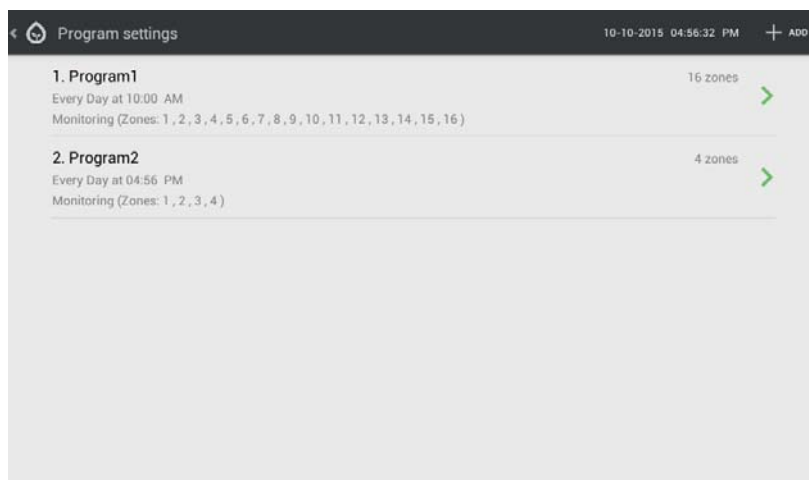 Program settings
10-10-2015 04:56:32 PM
ADD
1. Program1
16 zones
Every Day at 10:00 AM
Monitoring (Zones: 1 , 2 , 3 , 4 , 5 , 6 , 7 , 8 , 9 , 10 , 11 , 12 , 13 , 14 , 15 , 16 )
2. Program2
4 zones
Every Day at 04:56 PM
Monitoring (Zones: 1 , 2 , 3 , 4 )